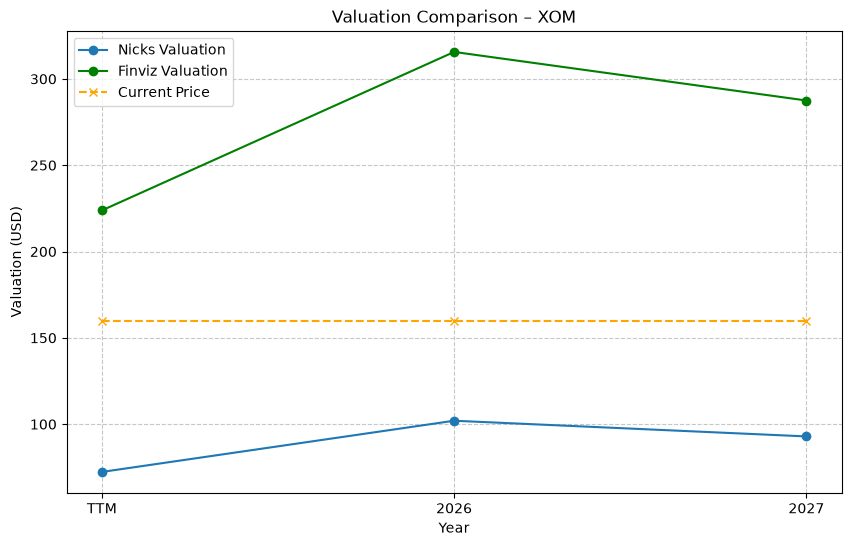 Valuation Comparison – XOM
Nicks Valuation
Finviz Valuation
Current Price
Valuation (USD)
300
250
200
150
100
TTM
2026
2027
Year